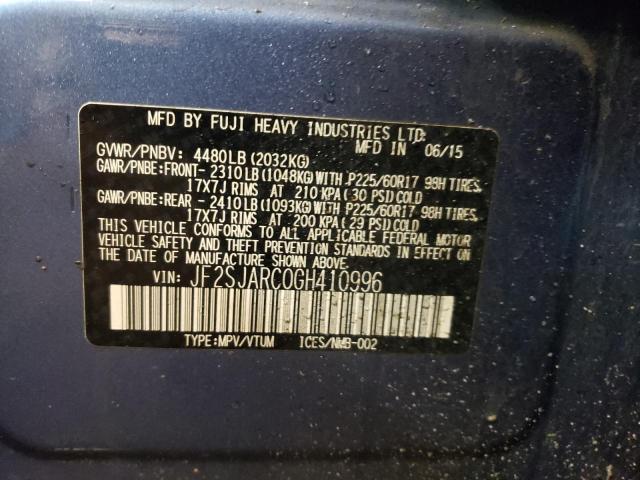 MFD BY FUJI HEAVY INDUSTRIES LTD.
GVWR/PNBV: 4480LB (2032KG) MFD IN 06/15
GAWR/PNBE:FRONT- 2310LB (1048KG)WITH P225/60R17 98H TIRES,
17X7J RIMS AT 210 KPA (30 PSI)COLD
GAWR/PNBE:REAR - 2410LB (1093KG)WITH P225/60R17 98H TIRES,
17X7J RIMS AT 200 KPA (29 PSI)COLD
THIS VEHICLE CONFORMS TO ALL APPLICABLE FEDERAL MOTOR
VEHICLE SAFETY AND THEFT PREVENTION STANDARDS IN EFFECT ON
THE DATE OF MANUFACTURE SHOWN ABOVE.
VIN: JF2SJARC0GH410996
TYPE:MPV/VTUM ICES/NMB-002